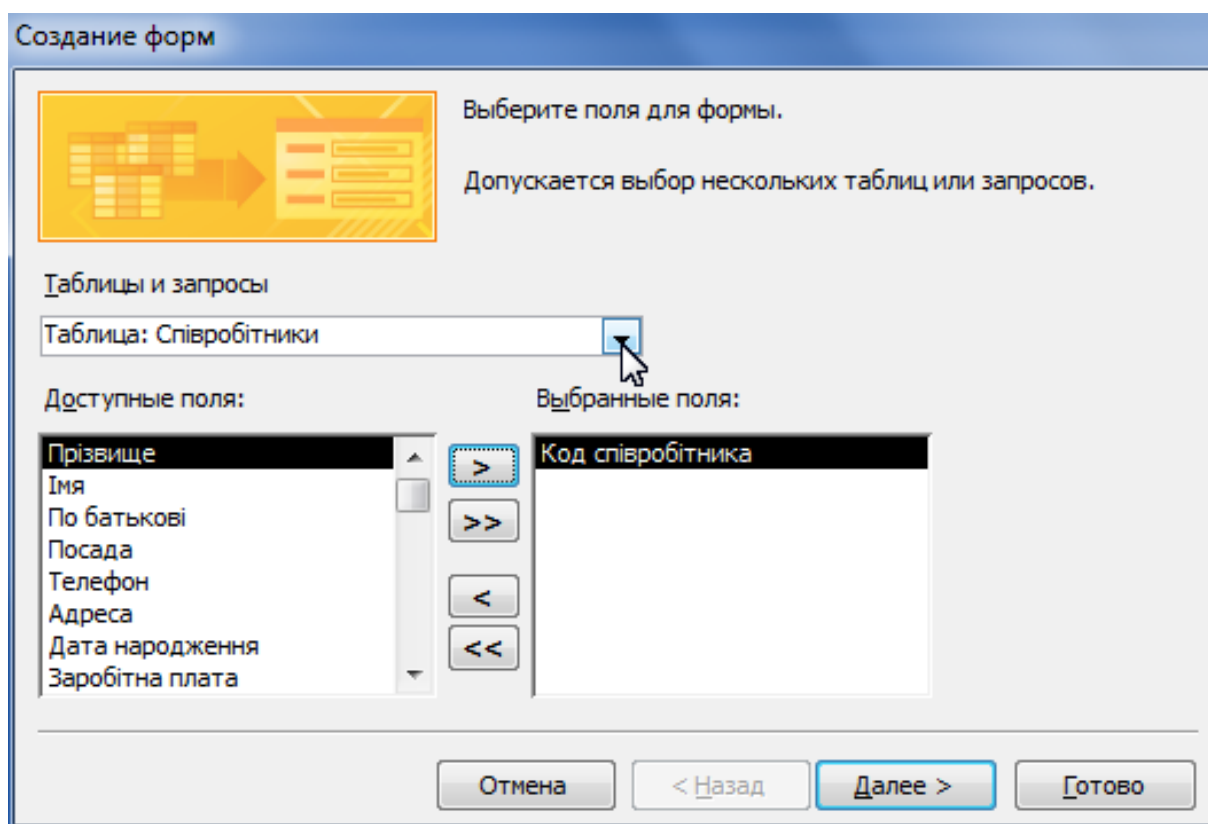 Создание форм
Выберите поля для формы.
Допускается выбор нескольких таблиц или запросов.
Таблицы и запросы
Таблица: Співробітники
Доступные поля:
Выбранные поля:
Прізвище
Імя
По батькові
Посада
Телефон
Адреса
Дата народження
Заробітна плата
>
>>
<
<<
Код співробітника
Отмена
< Назад
Далее >
Готово